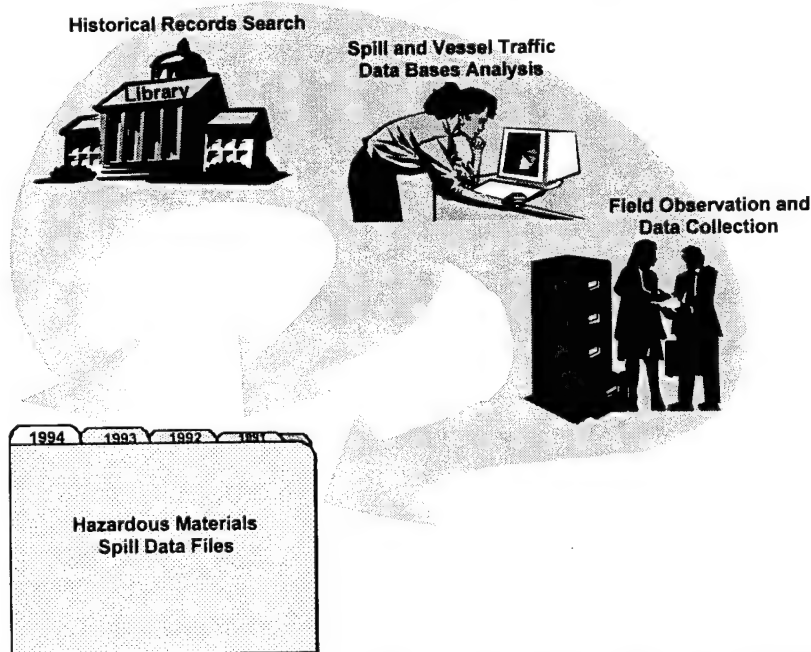 Historical Records Search
Library
Spill and Vessel Traffic
Data Bases Analysis
Field Observation and
Data Collection
1994 1993 1992 1991
Hazardous Materials
Spill Data Files